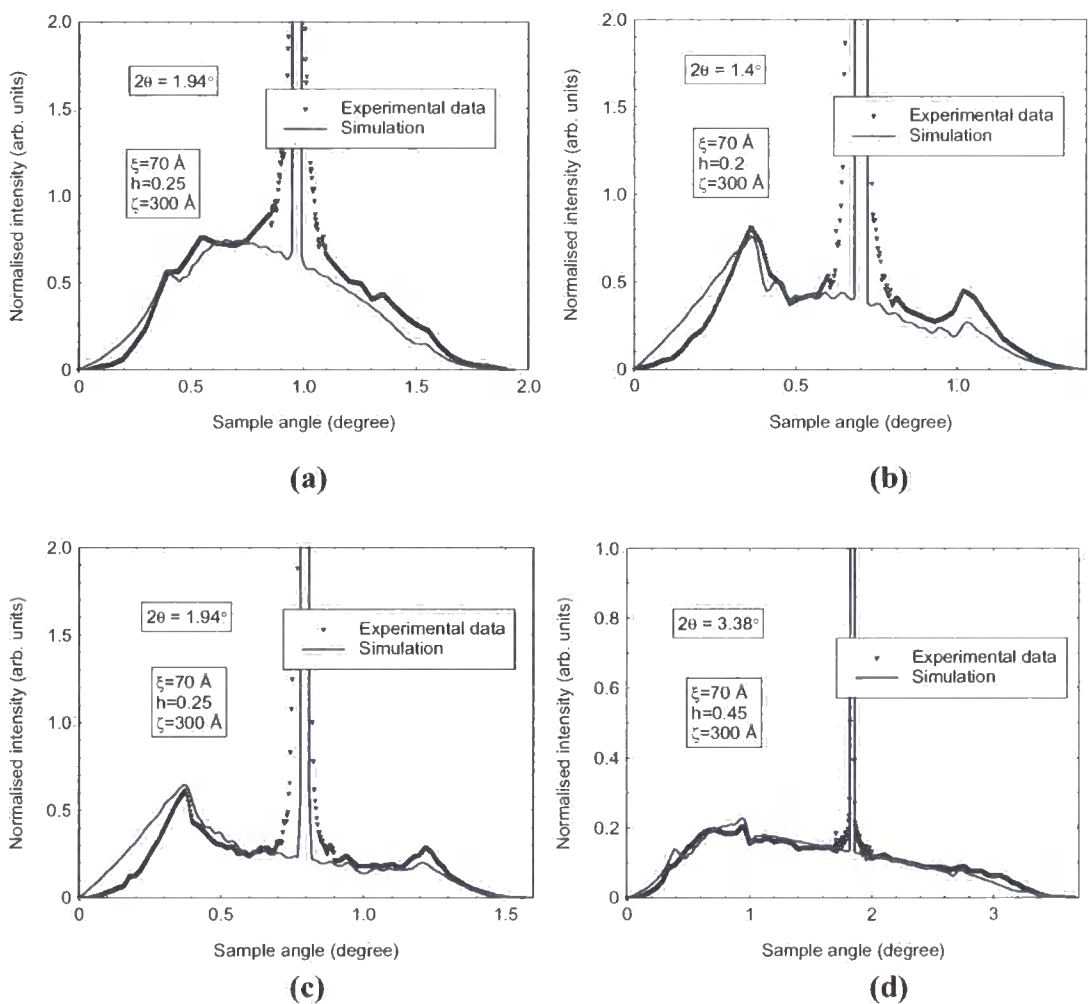 2.0
1.5
1.0
0.5
0
Normalised intensity (arb. units)
2θ = 1.94°
Experimental data
Simulation
ξ=70 Å
h=0.25
ζ=300 Å
0
0.5
1.0
1.5
2.0
Sample angle (degree)
(a)
2.0
1.5
1.0
0.5
0
Normalised intensity (arb. units)
2θ = 1.4°
Experimental data
Simulation
ξ=70 Å
h=0.2
ζ=300 Å
0
0.5
1.0
Sample angle (degree)
(b)
2.0
1.5
1.0
0.5
0
Normalised intensity (arb. units)
2θ = 1.94°
Experimental data
Simulation
ξ=70 Å
h=0.25
ζ=300 Å
0
0.5
1.0
1.5
Sample angle (degree)
(c)
1.0
0.8
0.6
0.4
0.2
0
Normalised intensity (arb. units)
2θ = 3.38°
Experimental data
Simulation
ξ=70 Å
h=0.45
ζ=300 Å
0
1
2
3
Sample angle (degree)
(d)